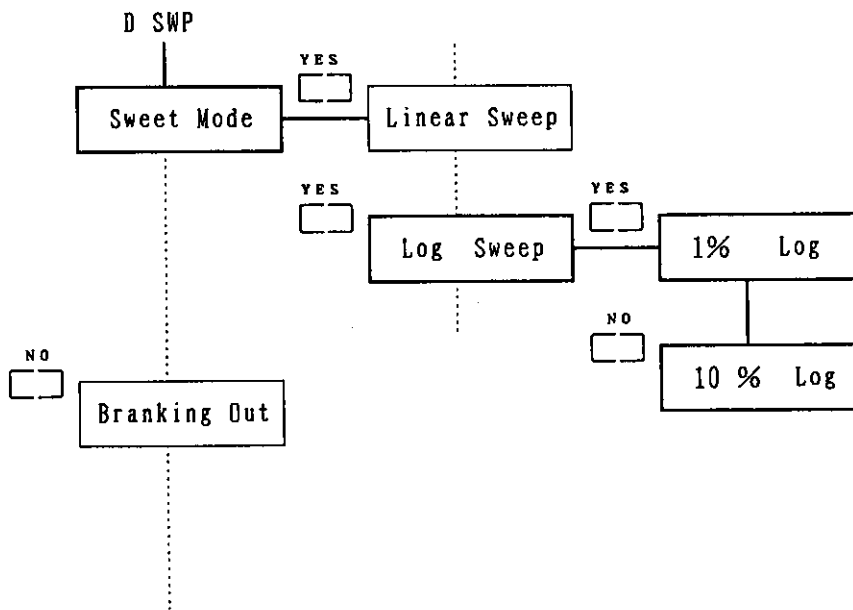 D SWP
YES
Sweet Mode
Linear Sweep
YES
YES
Log Sweep
1% Log
NO
NO
10 % Log
Branking Out